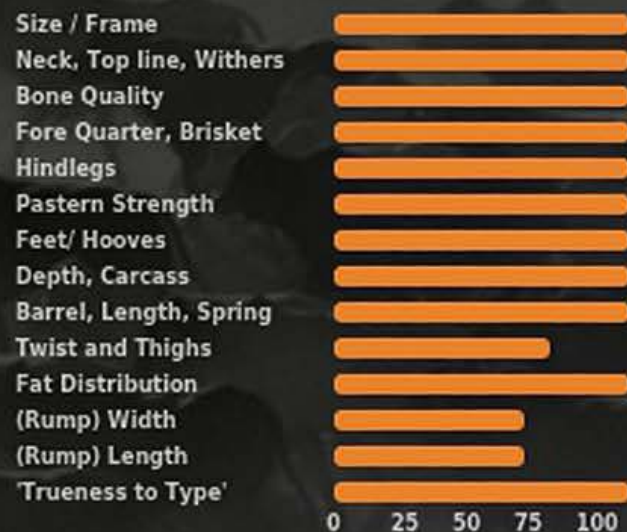 Size / Frame
Neck, Top line, Withers
Bone Quality
Fore Quarter, Brisket
Hindlegs
Pastern Strength
Feet/ Hooves
Depth, Carcass
Barrel, Length, Spring
Twist and Thighs
Fat Distribution
(Rump) Width
(Rump) Length
'Trueness to Type'
0 25 50 75 100